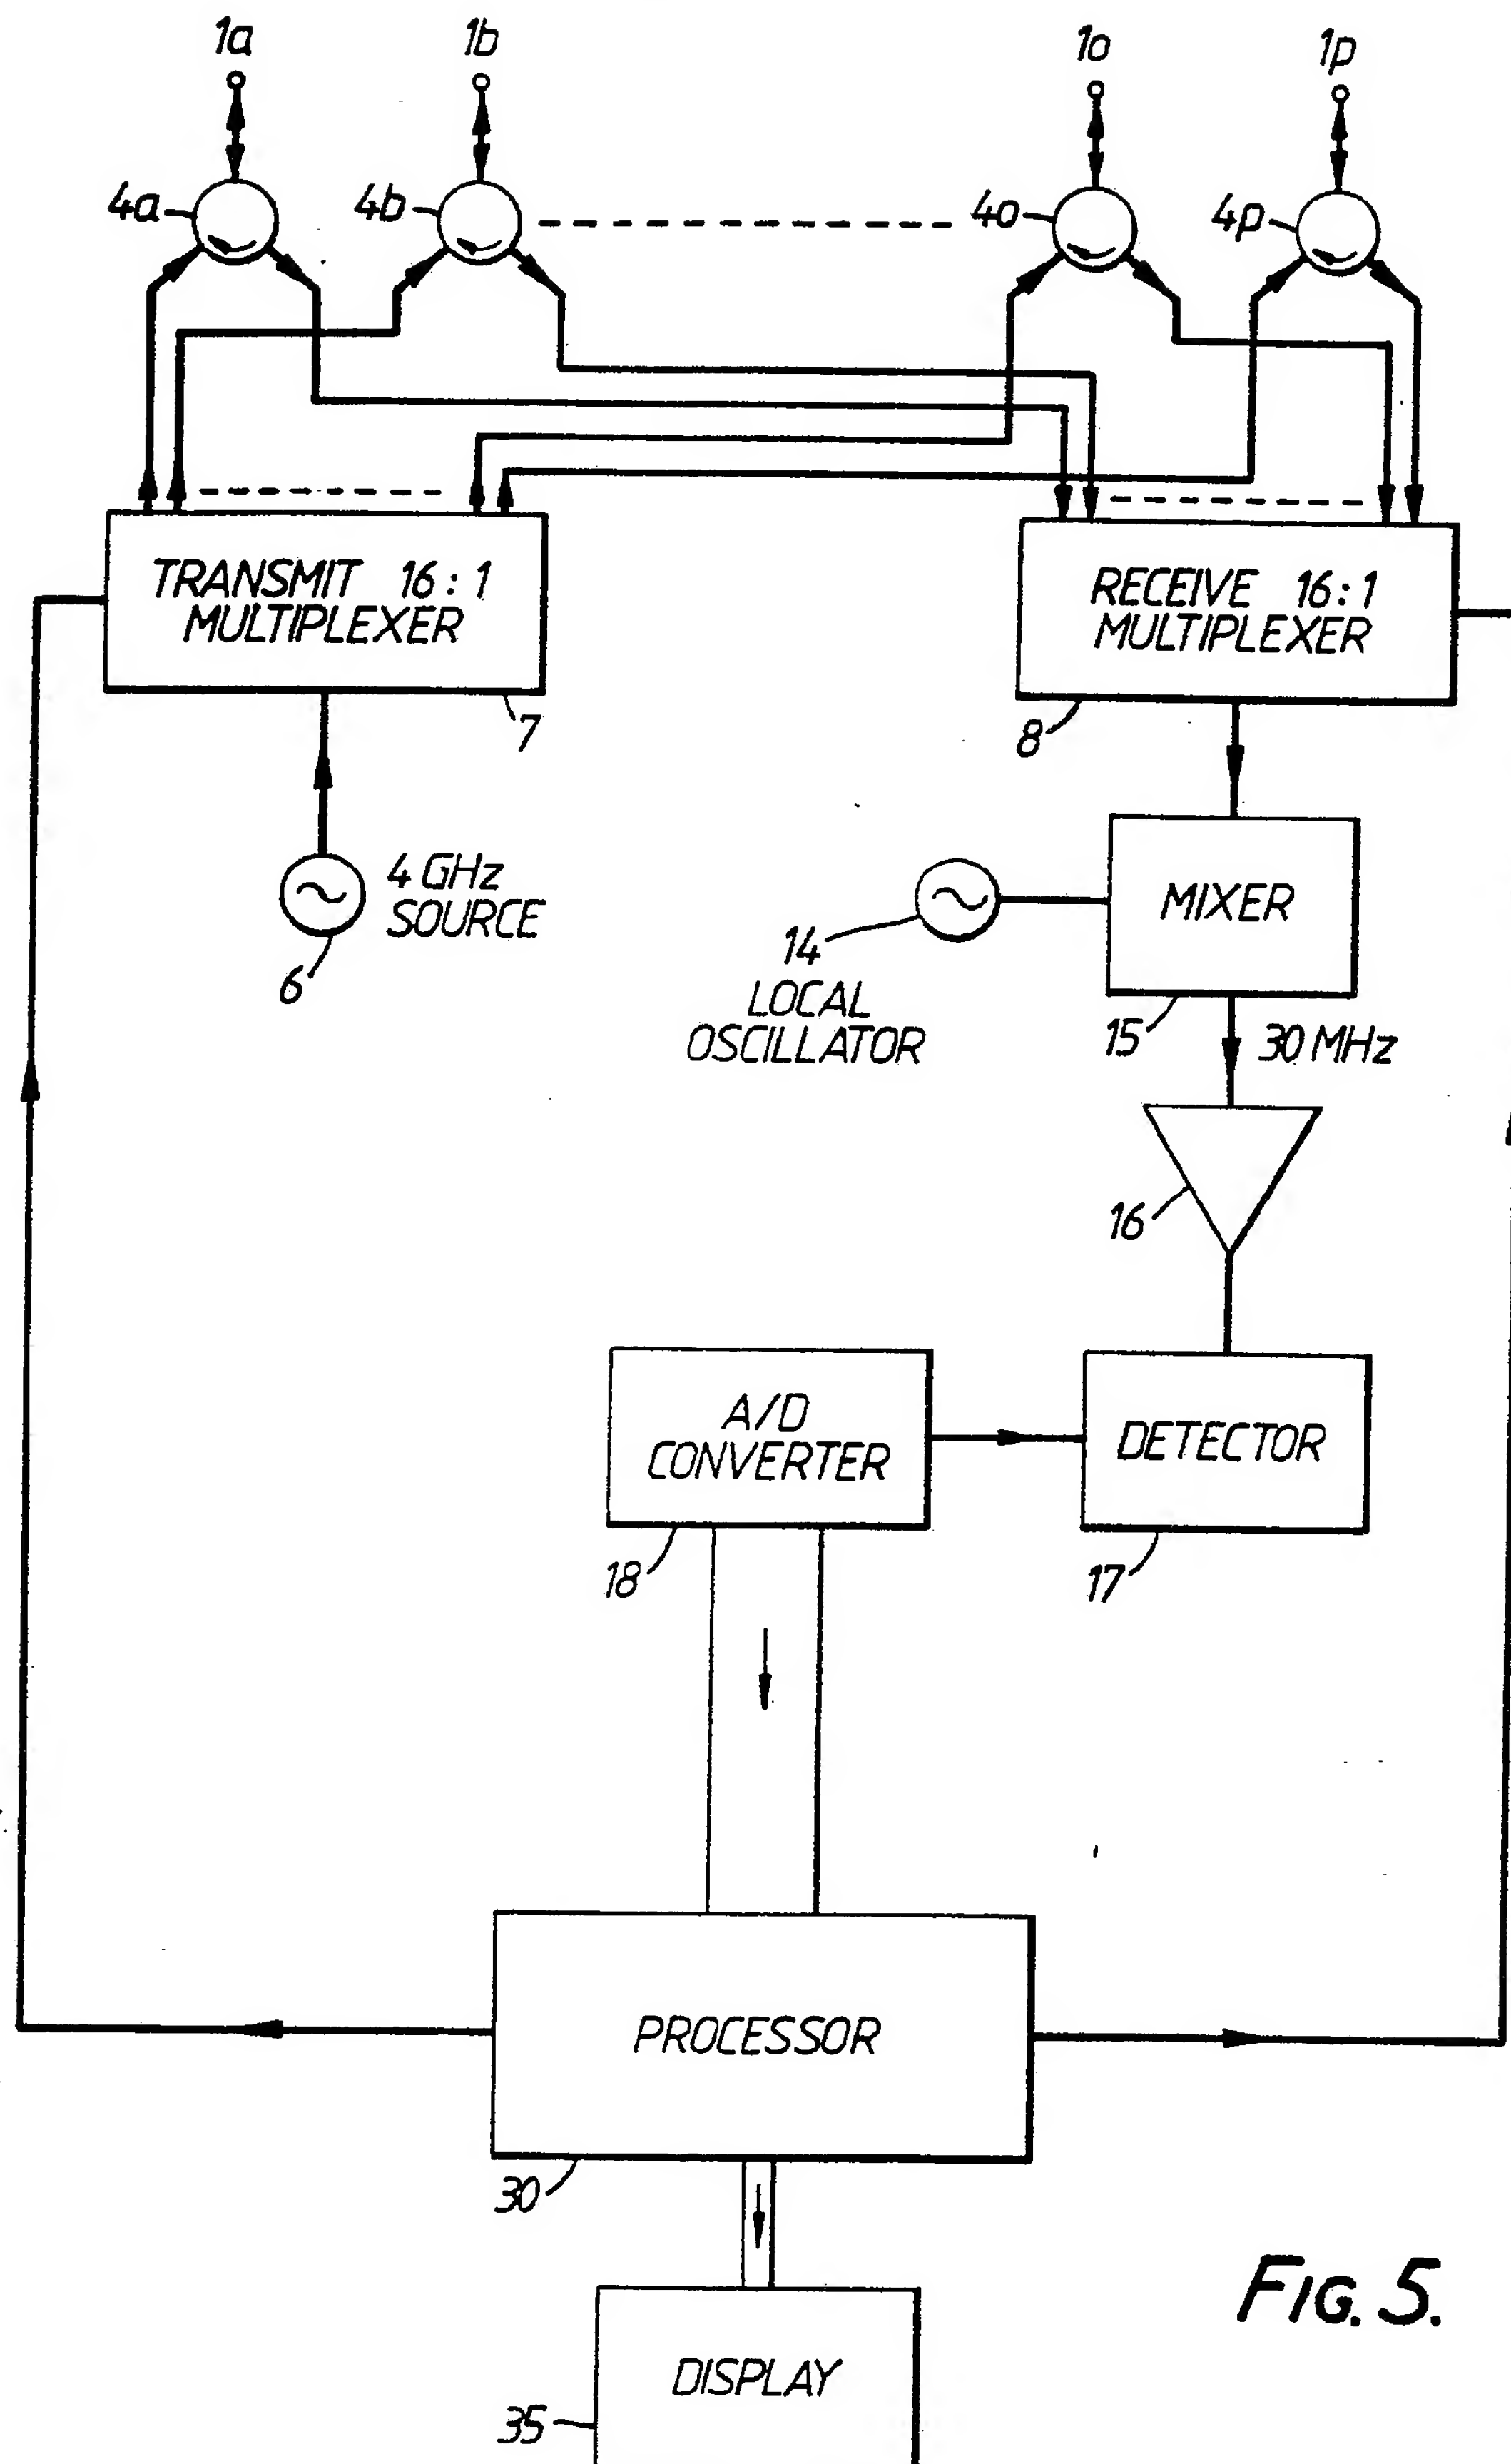 1a 1b 1o 1p
4a 4b 4o 4p
TRANSMIT 16:1
MULTIPLEXER
7
RECEIVE 16:1
MULTIPLEXER
8
4 GHz
SOURCE
6
14
LOCAL
OSCILLATOR
MIXER
15
30 MHz
16
A/D
CONVERTER
18
DETECTOR
17
PROCESSOR
30
DISPLAY
35
FIG. 5.